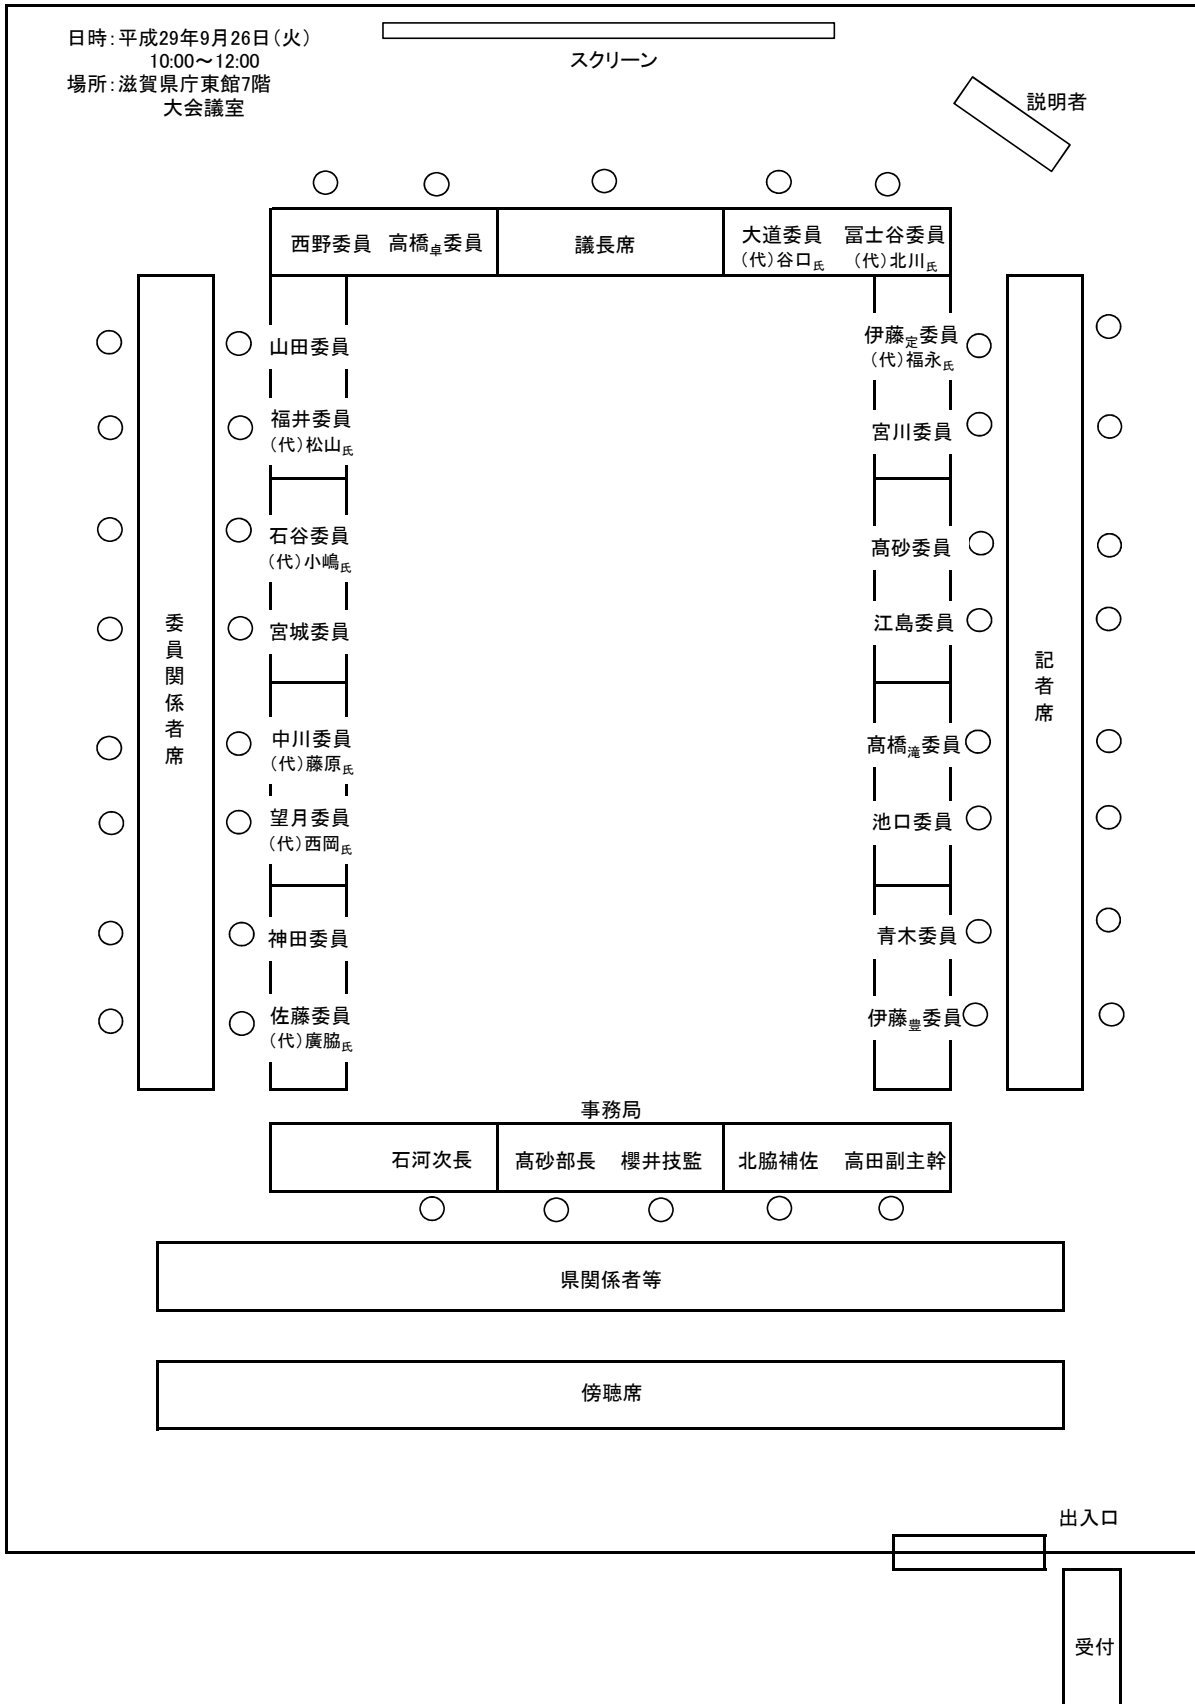 日時：平成29年9月26日（火）
10:00～12:00
場所：滋賀県庁東館7階
大会議室
スクリーン
説明者
西野委員
高橋卓委員
議長席
大道委員
（代）谷口氏
冨士谷委員
（代）北川氏
山田委員
福井委員
（代）松山氏
石谷委員
（代）小嶋氏
宮城委員
中川委員
（代）藤原氏
望月委員
（代）西岡氏
神田委員
佐藤委員
（代）廣脇氏
委員関係者席
伊藤定委員
（代）福永氏
宮川委員
髙砂委員
江島委員
髙橋滝委員
池口委員
青木委員
伊藤豊委員
記者席
事務局
石河次長
髙砂部長
櫻井技監
北脇補佐
高田副主幹
県関係者等
傍聴席
出入口
受付